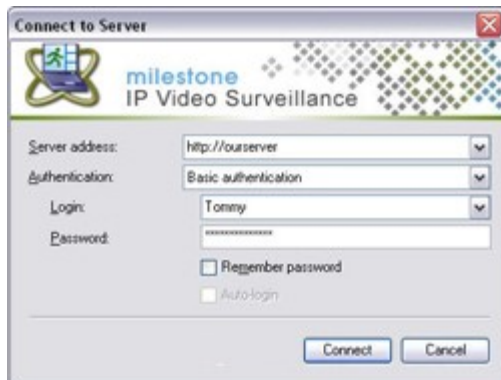 Connect to Server
milestone
IP Video Surveillance
Server address: http://ourserver
Authentication: Basic authentication
Login: Tommy
Password: **************
Remember password
Auto-login
Connect Cancel